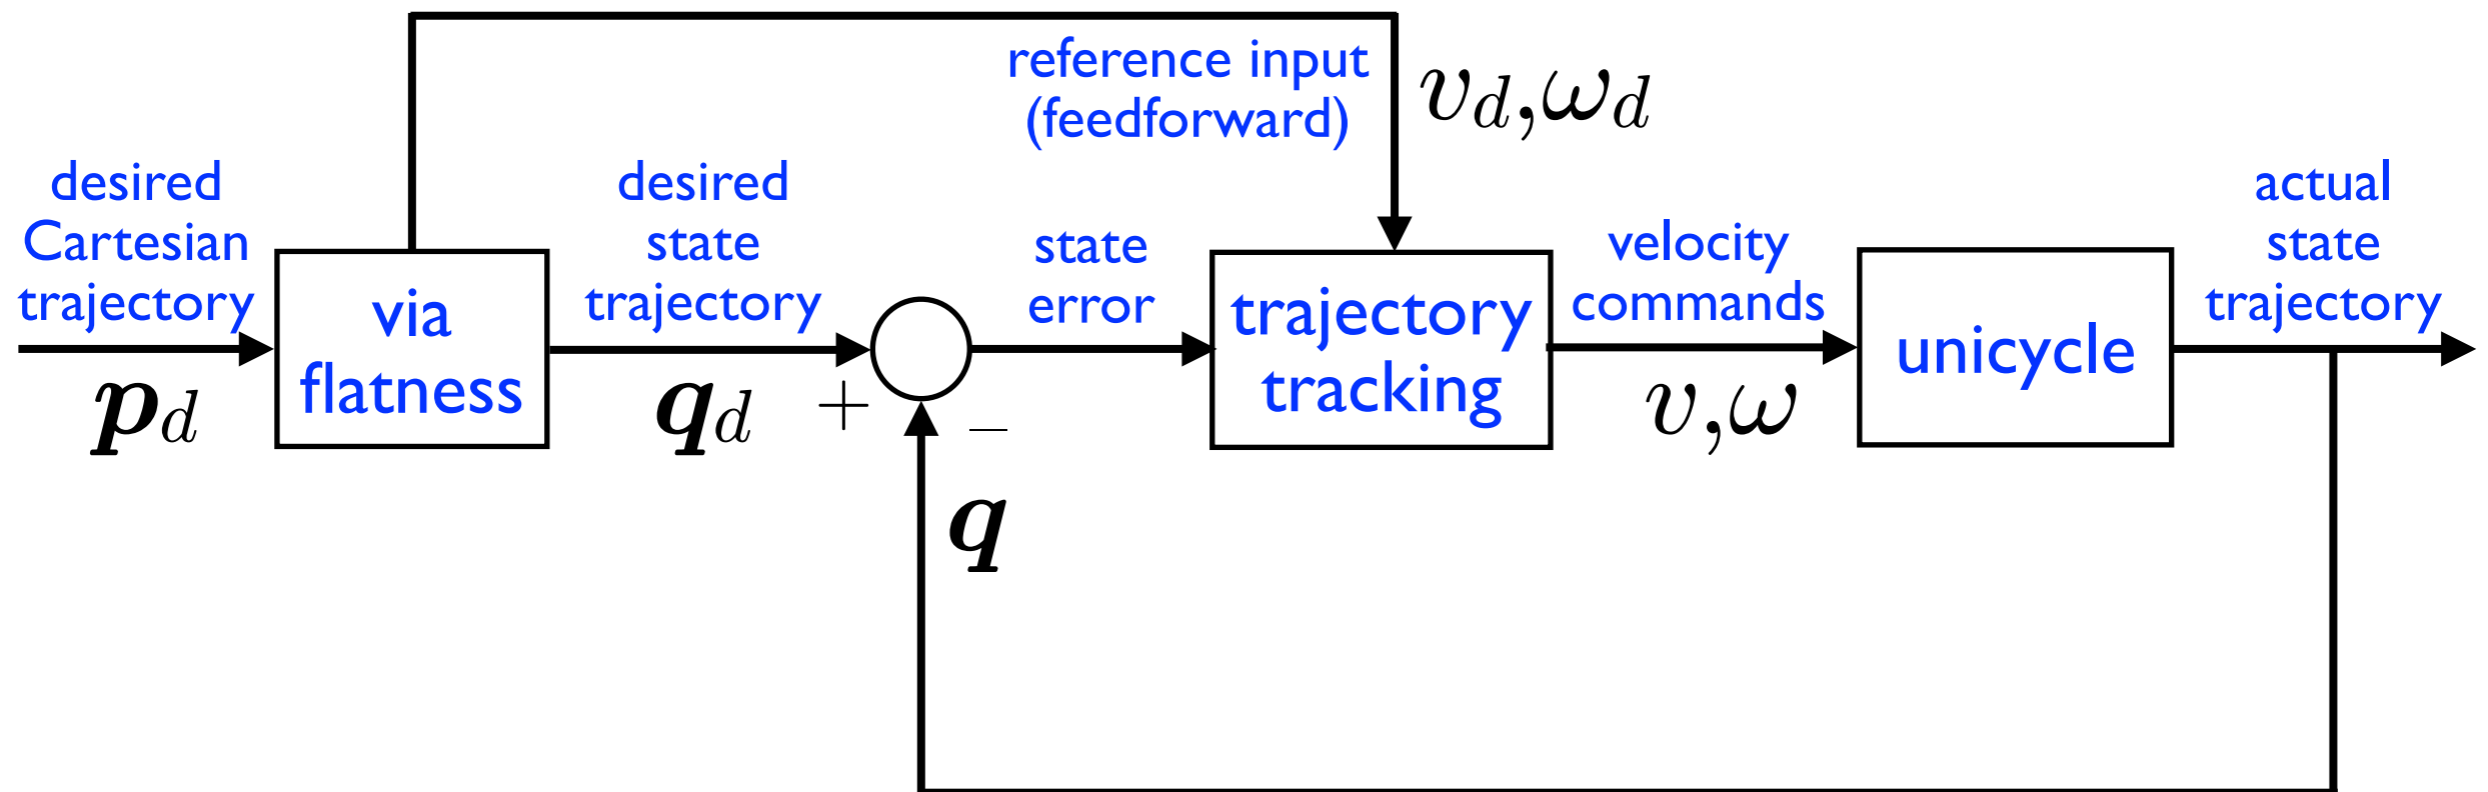 reference input
(feedforward)
v_d,ω_d
desired
Cartesian
trajectory
p_d
via
flatness
desired
state
trajectory
q_d
+
−
q
state
error
trajectory
tracking
velocity
commands
v,ω
unicycle
actual
state
trajectory